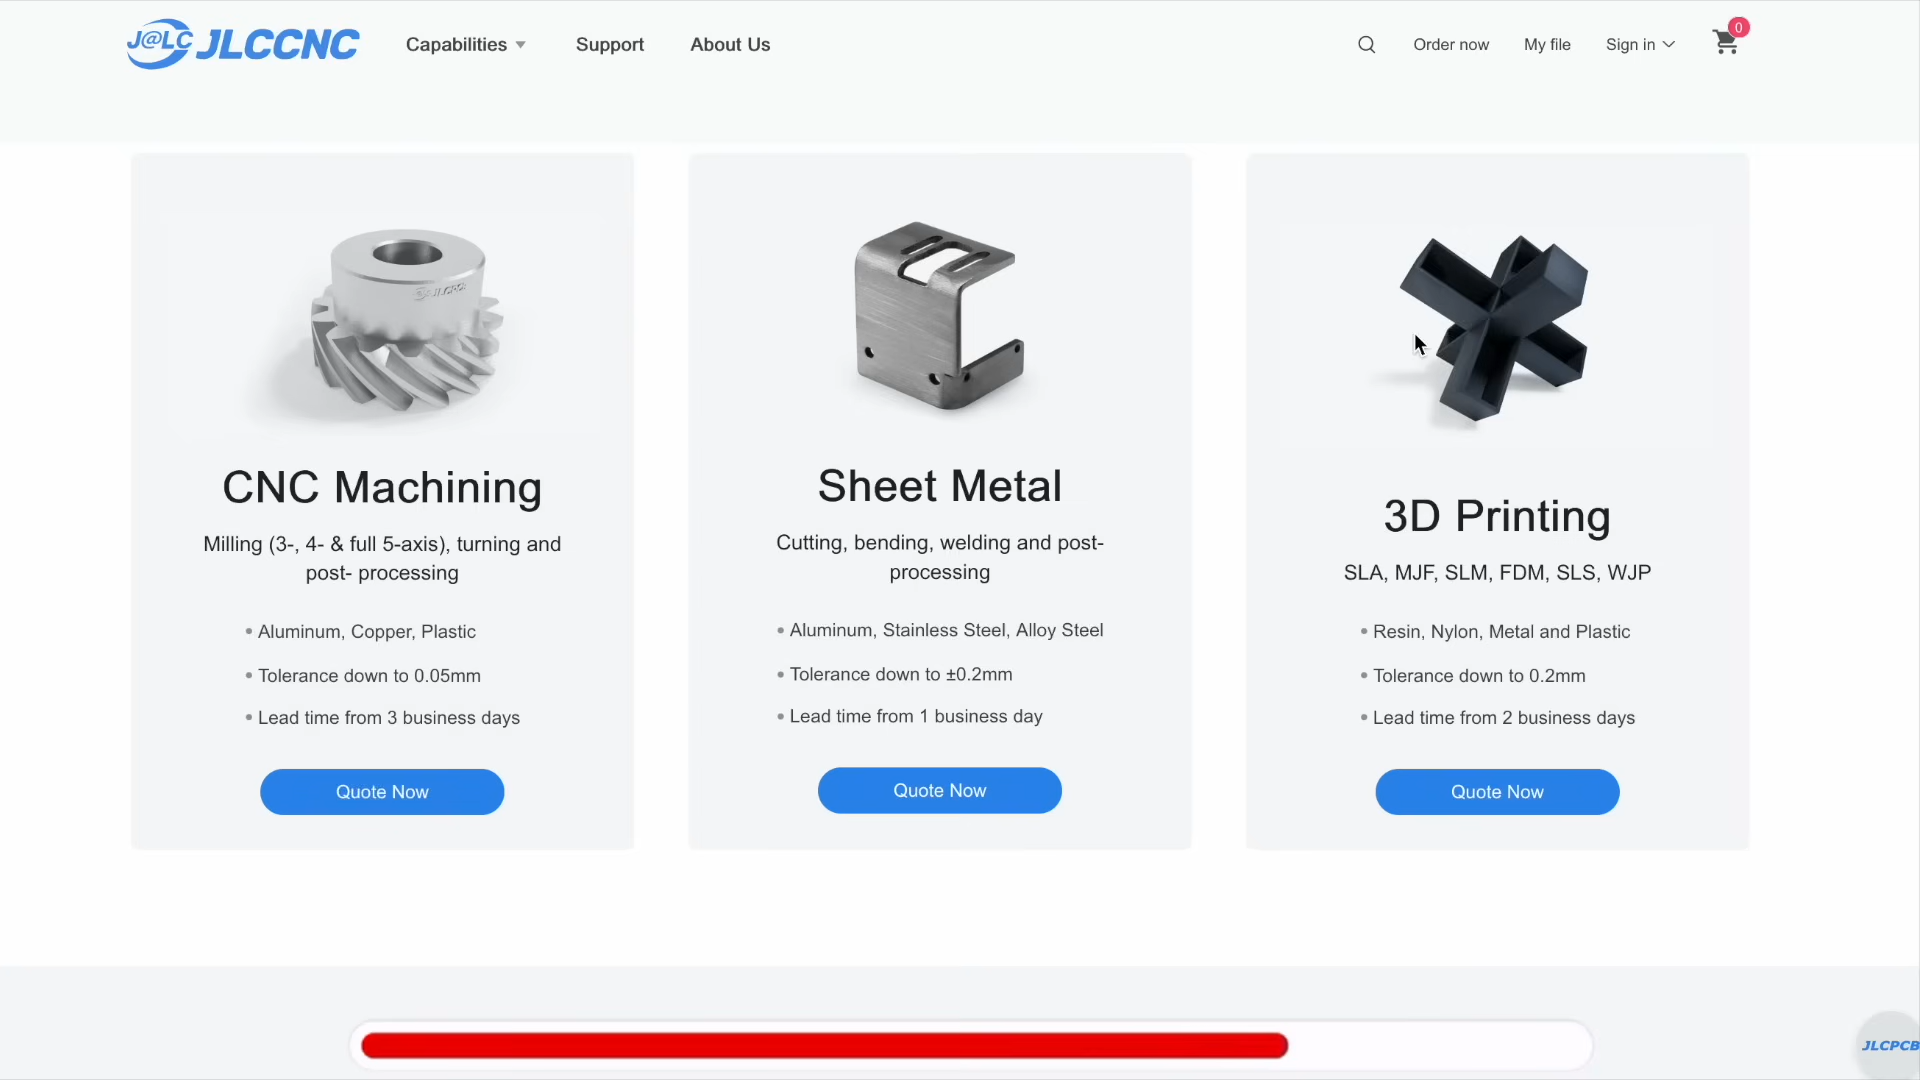 J@LC JLCCNC
Capabilities
Support
About Us
Order now
My file
Sign in
0
JLCPCB
CNC Machining
Milling (3-, 4- & full 5-axis), turning and
post- processing
• Aluminum, Copper, Plastic
• Tolerance down to 0.05mm
• Lead time from 3 business days
Quote Now
Sheet Metal
Cutting, bending, welding and post-
processing
• Aluminum, Stainless Steel, Alloy Steel
• Tolerance down to ±0.2mm
• Lead time from 1 business day
Quote Now
3D Printing
SLA, MJF, SLM, FDM, SLS, WJP
• Resin, Nylon, Metal and Plastic
• Tolerance down to 0.2mm
• Lead time from 2 business days
Quote Now
JLCPCB